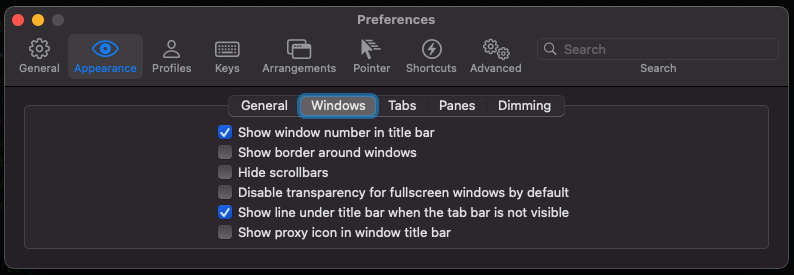 Preferences
General Appearance Profiles Keys Arrangements Pointer Shortcuts Advanced Search
Search
General Windows Tabs Panes Dimming
Show window number in title bar
Show border around windows
Hide scrollbars
Disable transparency for fullscreen windows by default
Show line under title bar when the tab bar is not visible
Show proxy icon in window title bar